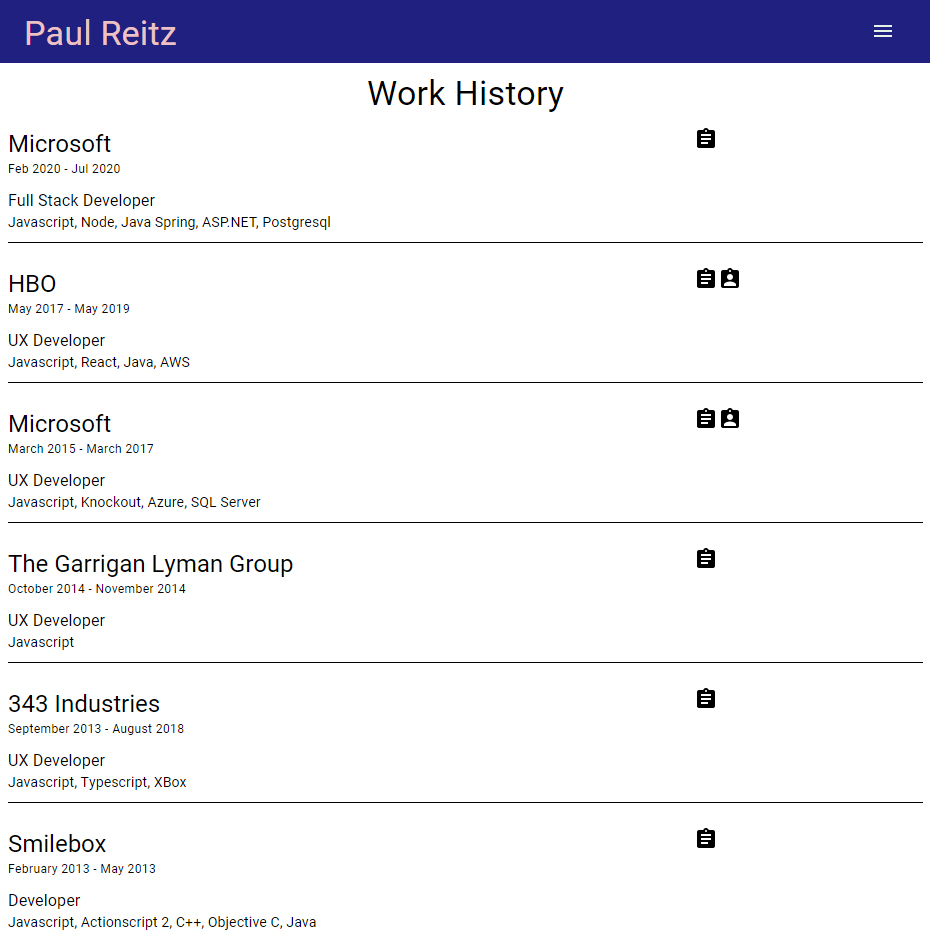 Paul Reitz
Work History
Microsoft
Feb 2020 - Jul 2020
Full Stack Developer
Javascript, Node, Java Spring, ASP.NET, Postgresql
HBO
May 2017 - May 2019
UX Developer
Javascript, React, Java, AWS
Microsoft
March 2015 - March 2017
UX Developer
Javascript, Knockout, Azure, SQL Server
The Garrigan Lyman Group
October 2014 - November 2014
UX Developer
Javascript
343 Industries
September 2013 - August 2018
UX Developer
Javascript, Typescript, XBox
Smilebox
February 2013 - May 2013
Developer
Javascript, Actionscript 2, C++, Objective C, Java